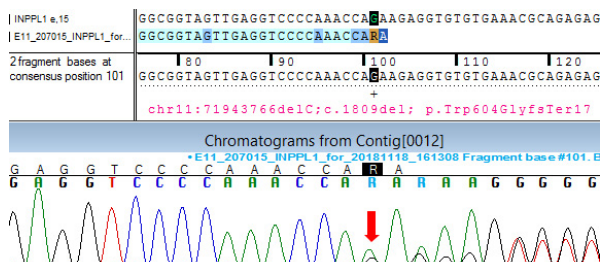 INPPL1 e,15 GGCGGTAGTTGAGGTCCCCAAACCAGAAGAGGTGTGTGAAACGCAGAGAG
E11_207015_INPPL1_for_... GGCGGTAGTTGAGGTCCCCAAACCARA
2 fragment bases at
consensus position 101
80 90 100 110 120
GGCGGTAGTTGAGGTCCCCAAACCAGAAGAGGTGTGTGAAACGCAGAGAG
+
chr11:71943766delC;c.1809del; p.Trp604GlyfsTer17
Chromatograms from Contig[0012]
•E11_207015_INPPL1_for_20181118_161308 Fragment base #101. B
G A G G T C C C C A A A C C A R A
G A G G T C C C C A A A C C A A A A G G G G G